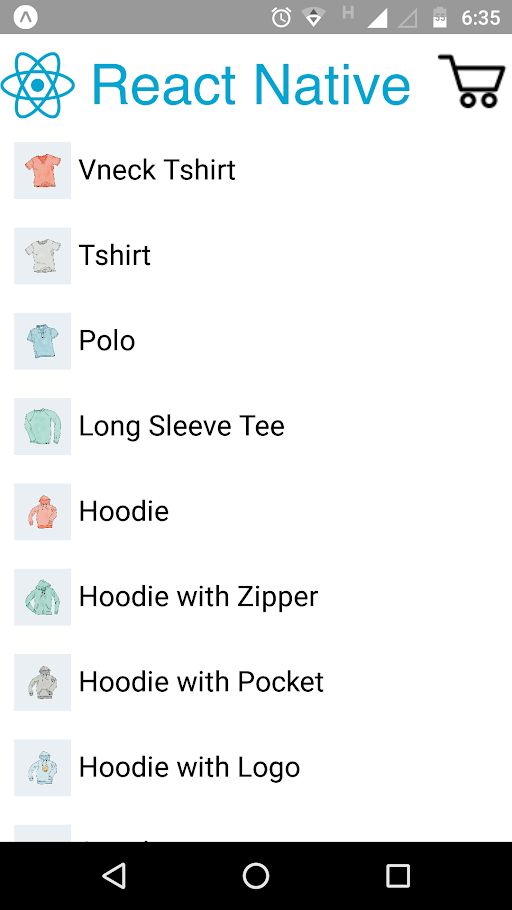 H
35
6:35
React Native
Vneck Tshirt
Tshirt
Polo
Long Sleeve Tee
Hoodie
Hoodie with Zipper
Hoodie with Pocket
Hoodie with Logo